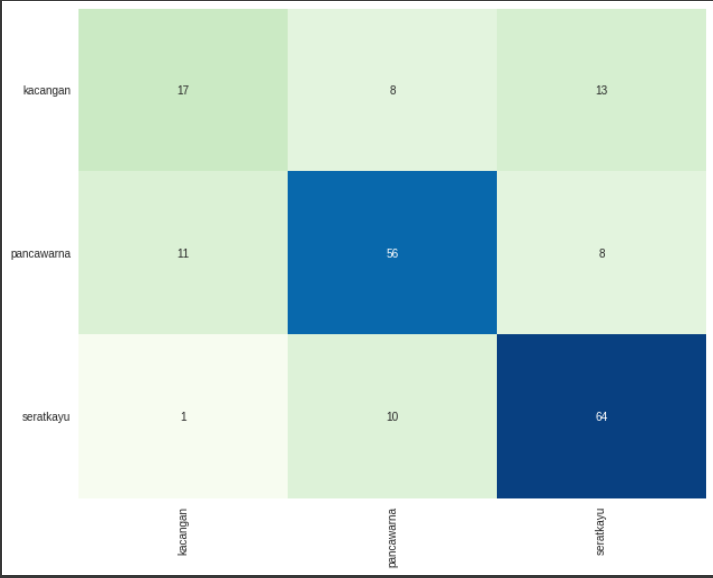 kacangan 17 8 13
pancawarna 11 56 8
seratkayu 1 10 64
kacangan pancawarna seratkayu